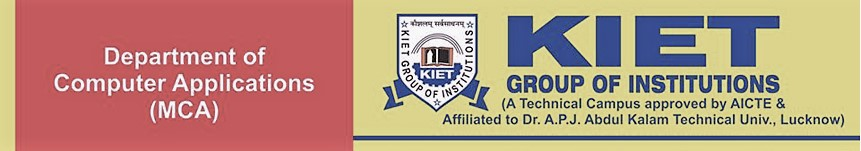 Department of
Computer Applications
(MCA)
कौशलम् सर्वसाधनम्
KIET GROUP OF INSTITUTIONS
KIET
KIET
GROUP OF INSTITUTIONS
(A Technical Campus approved by AICTE &
Affiliated to Dr. A.P.J. Abdul Kalam Technical Univ., Lucknow)